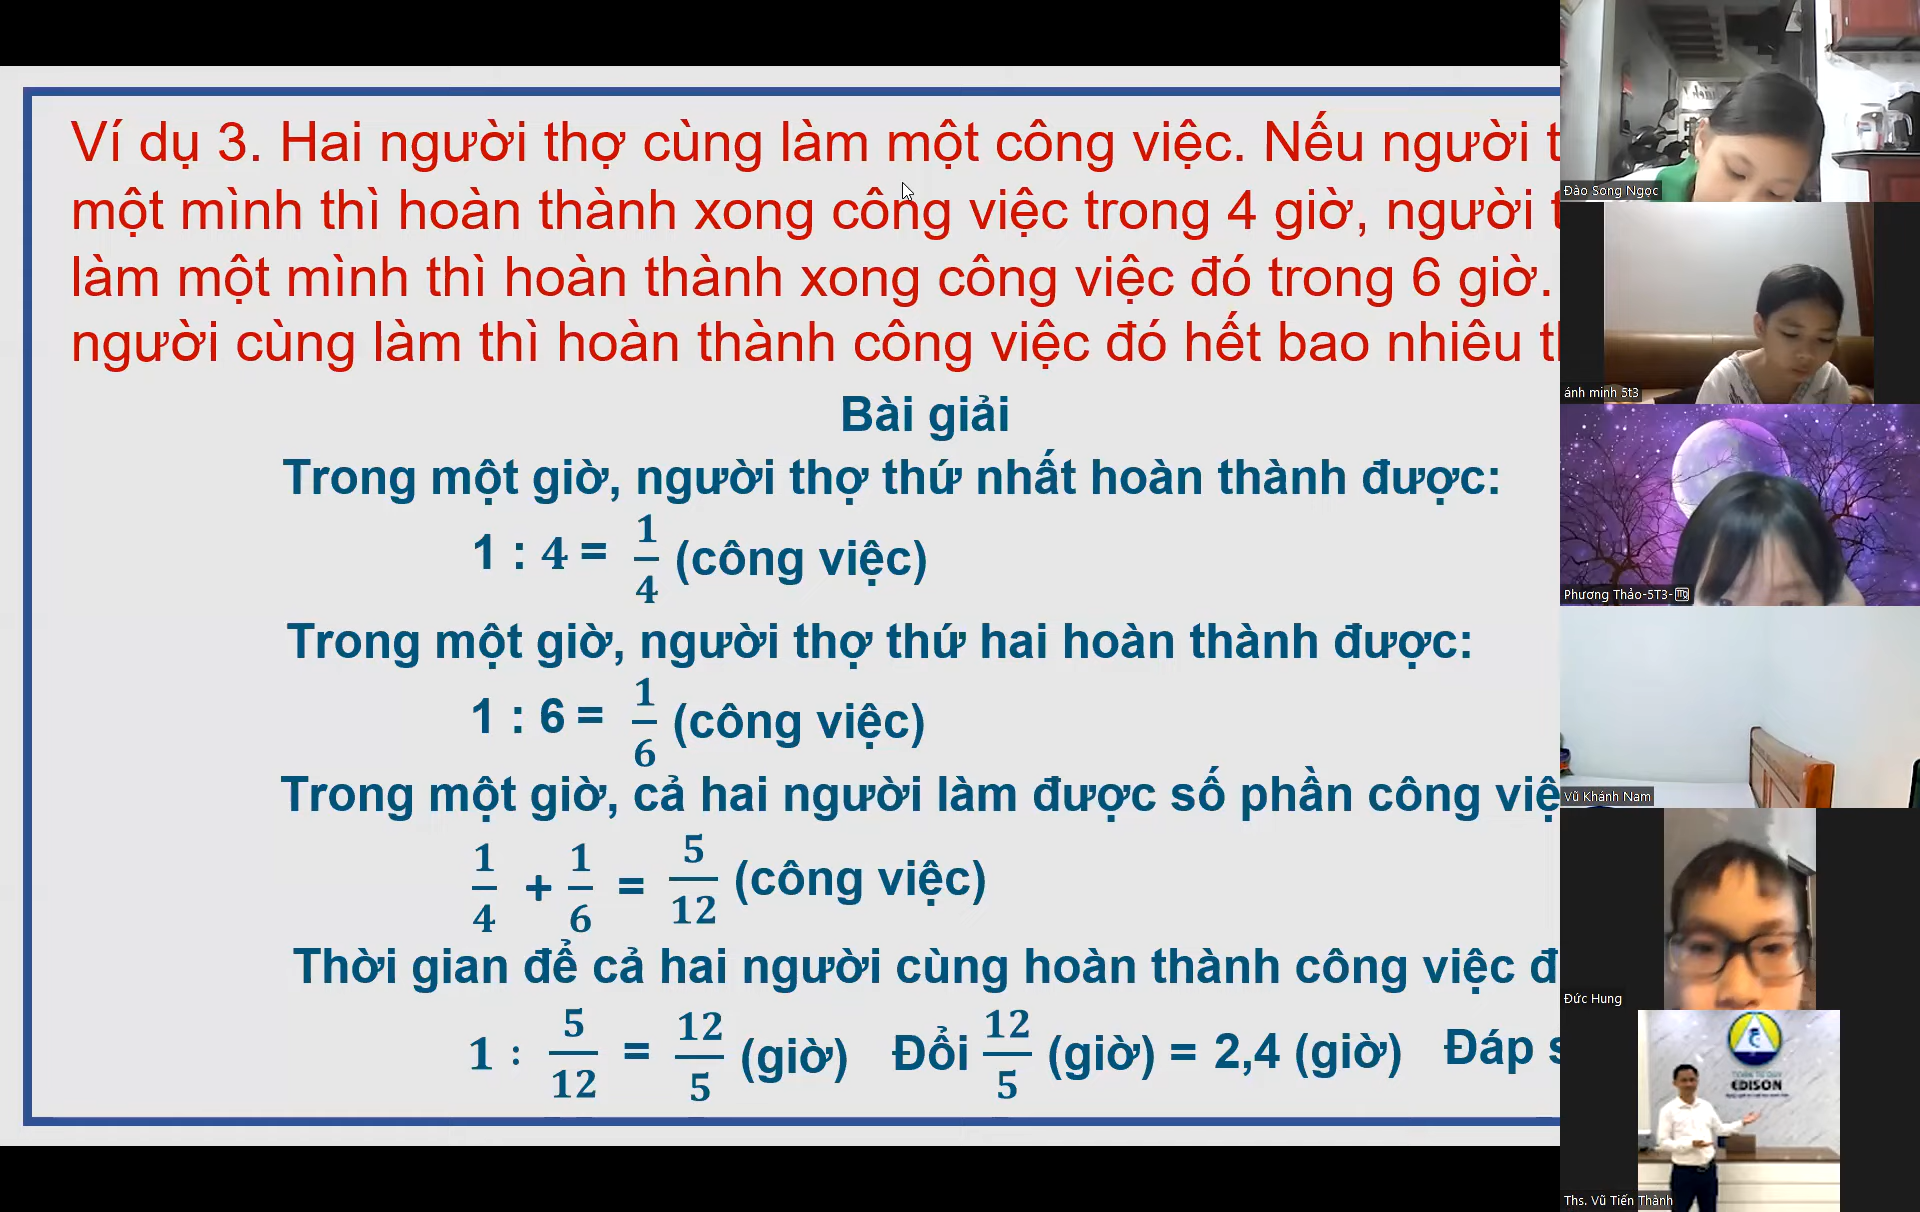 Ví dụ 3. Hai người thợ cùng làm một công việc. Nếu người
một mình thì hoàn thành xong công việc trong 4 giờ, người
làm một mình thì hoàn thành xong công việc đó trong 6 giờ.
người cùng làm thì hoàn thành công việc đó hết bao nhiêu
Bài giải
Trong một giờ, người thợ thứ nhất hoàn thành được:
1 : 4 = 1/4 (công việc)
Trong một giờ, người thợ thứ hai hoàn thành được:
1 : 6 = 1/6 (công việc)
Trong một giờ, cả hai người làm được số phần công việ
1/4 + 1/6 = 5/12 (công việc)
Thời gian để cả hai người cùng hoàn thành công việc đ
1 : 5/12 = 12/5 (giờ) Đổi 12/5 (giờ) = 2,4 (giờ) Đáp s
Đào Song Ngọc
ánh minh 5t3
Phương Thảo-5T3-♍
Vũ Khánh Nam
Đức Hung
EDISON
Ths. Vũ Tiến Thành